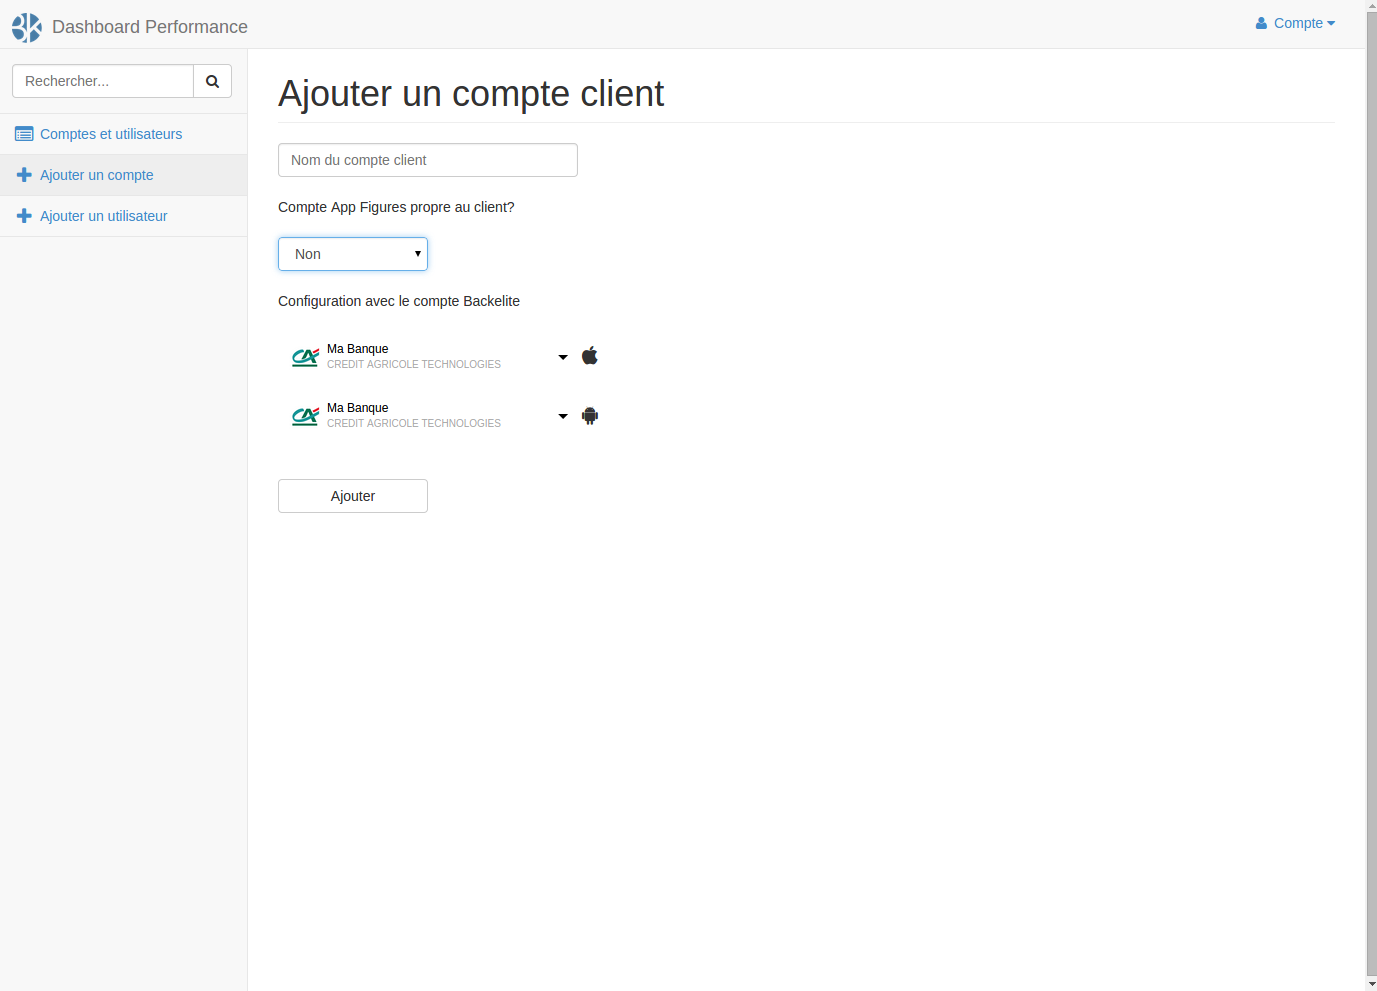 Dashboard Performance
Compte
Rechercher...
Comptes et utilisateurs
Ajouter un compte
Ajouter un utilisateur
Ajouter un compte client
Nom du compte client
Compte App Figures propre au client?
Non
Configuration avec le compte Backelite
Ma Banque
CREDIT AGRICOLE TECHNOLOGIES
Ma Banque
CREDIT AGRICOLE TECHNOLOGIES
Ajouter